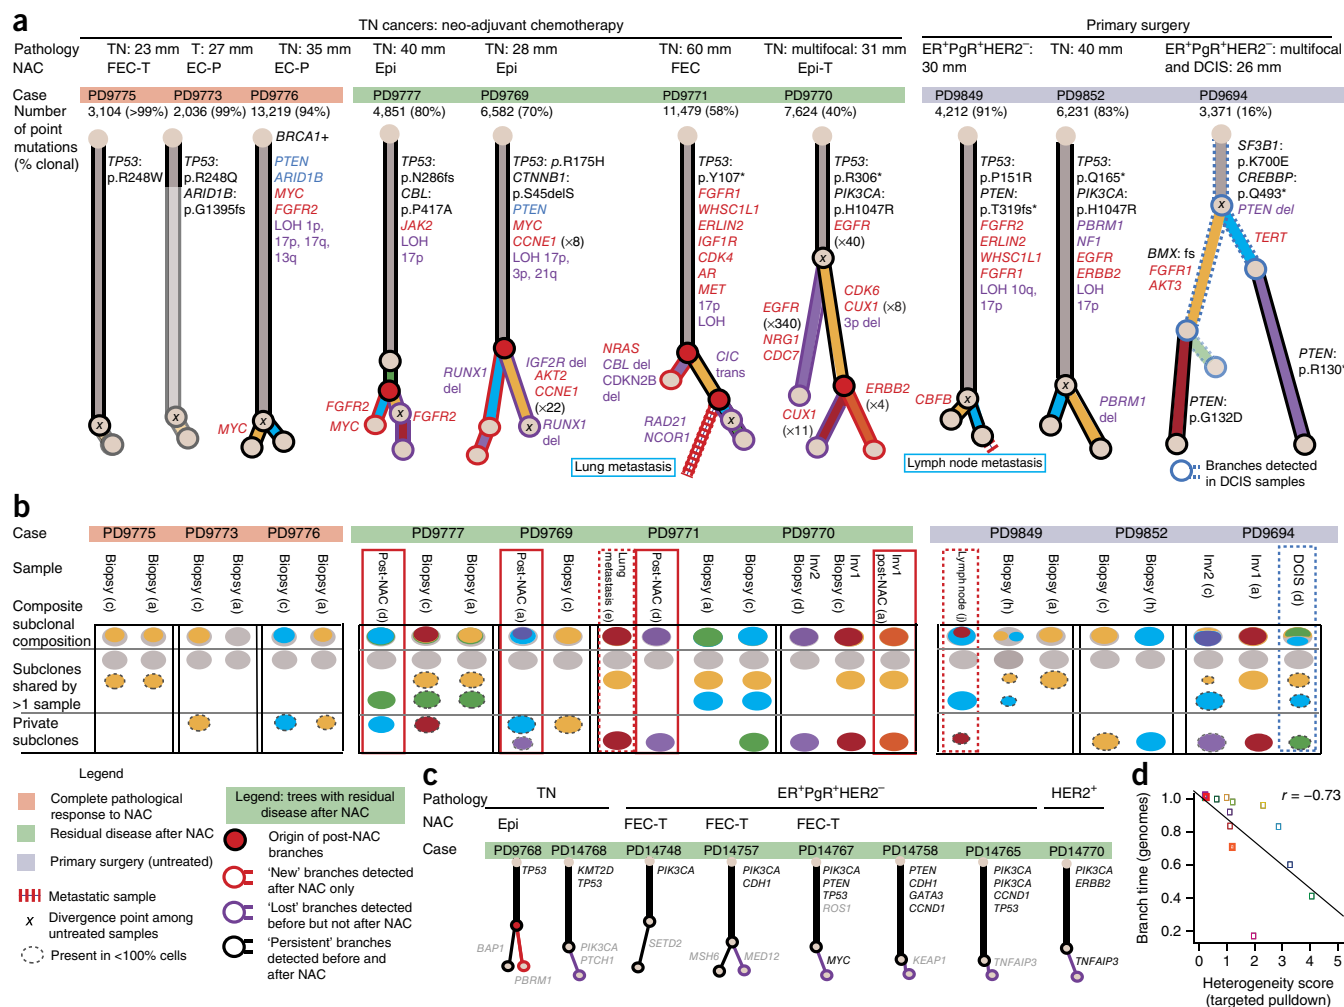 a
TN cancers: neo-adjuvant chemotherapy
Primary surgery
Pathology TN: 23 mm T: 27 mm TN: 35 mm TN: 40 mm TN: 28 mm TN: 60 mm TN: multifocal: 31 mm ER+PgR+HER2−: 30 mm TN: 40 mm ER+PgR+HER2−: multifocal and DCIS: 26 mm
NAC FEC-T EC-P EC-P Epi Epi FEC Epi-T
Case PD9775 PD9773 PD9776 PD9777 PD9769 PD9771 PD9770 PD9849 PD9852 PD9694
Number of point mutations (% clonal) 3,104 (>99%) 2,036 (99%) 13,219 (94%) 4,851 (80%) 6,582 (70%) 11,479 (58%) 7,624 (40%) 4,212 (91%) 6,231 (83%) 3,371 (16%)
TP53:
p.R248W
x
TP53:
p.R248Q
ARID1B:
p.G1395fs
x
BRCA1+
PTEN
ARID1B
MYC
FGFR2
LOH 1p,
17p, 17q,
13q
MYC
x
TP53:
p.N286fs
CBL:
p.P417A
JAK2
LOH
17p
FGFR2
MYC
x
FGFR2
TP53: p.R175H
CTNNB1:
p.S45delS
PTEN
MYC
CCNE1 (×8)
LOH 17p,
3p, 21q
RUNX1
del
IGF2R del
AKT2
CCNE1
(×22)
x
RUNX1
del
TP53:
p.Y107*
FGFR1
WHSC1L1
ERLIN2
IGF1R
CDK4
AR
MET
17p
LOH
NRAS
CBL del
CDKN2B
del
CIC
trans
x
RAD21
NCOR1
Lung metastasis
TP53:
p.R306*
PIK3CA:
p.H1047R
EGFR
(×40)
x
EGFR
(×340)
NRG1
CDC7
CDK6
CUX1 (×8)
3p del
ERBB2
(×4)
CUX1
(×11)
TP53:
p.P151R
PTEN:
p.T319fs*
FGFR2
ERLIN2
WHSC1L1
FGFR1
LOH 10q,
17p
CBFB
x
Lymph node metastasis
TP53:
p.Q165*
PIK3CA:
p.H1047R
PBRM1
NF1
EGFR
ERBB2
LOH
17p
x
PBRM1
del
SF3B1:
p.K700E
CREBBP:
p.Q493*
x
PTEN del
TERT
BMX: fs
FGFR1
AKT3
PTEN:
p.R130*
PTEN:
p.G132D
Branches detected
in DCIS samples
b
Case PD9775 PD9773 PD9776 PD9777 PD9769 PD9771 PD9770 PD9849 PD9852 PD9694
Sample
Biopsy (c)
Biopsy (a)
Biopsy (c)
Biopsy (a)
Biopsy (c)
Biopsy (a)
Post-NAC (d)
Biopsy (c)
Biopsy (a)
Post-NAC (a)
Biopsy (c)
Lung
metastasis (e)
Post-NAC (d)
Biopsy (a)
Biopsy (c)
Inv2
Biopsy (d)
Inv1
Biopsy (c)
Inv1
post-NAC (a)
Lymph node (j)
Biopsy (h)
Biopsy (a)
Biopsy (c)
Biopsy (h)
Inv2 (c)
Inv1 (a)
DCIS (d)
Composite
subclonal
composition
Subclones
shared by
>1 sample
Private
subclones
Legend
Complete pathological
response to NAC
Residual disease after NAC
Primary surgery (untreated)
Metastatic sample
x Divergence point among
untreated samples
Present in <100% cells
Legend: trees with residual
disease after NAC
Origin of post-NAC
branches
'New' branches detected
after NAC only
'Lost' branches detected
before but not after NAC
'Persistent' branches
detected before and
after NAC
c
Pathology TN ER+PgR+HER2− HER2+
NAC Epi FEC-T FEC-T FEC-T
Case PD9768 PD14768 PD14748 PD14757 PD14767 PD14758 PD14765 PD14770
TP53
BAP1
PBRM1
KMT2D
TP53
PIK3CA
PTCH1
PIK3CA
SETD2
PIK3CA
CDH1
MSH6
MED12
PIK3CA
PTEN
TP53
ROS1
MYC
PTEN
CDH1
GATA3
CCND1
KEAP1
PIK3CA
PIK3CA
CCND1
TP53
TNFAIP3
PIK3CA
ERBB2
TNFAIP3
d
r = −0.73
Branch time (genomes)
1.0
0.8
0.6
0.4
0.2
0 1 2 3 4 5
Heterogeneity score
(targeted pulldown)